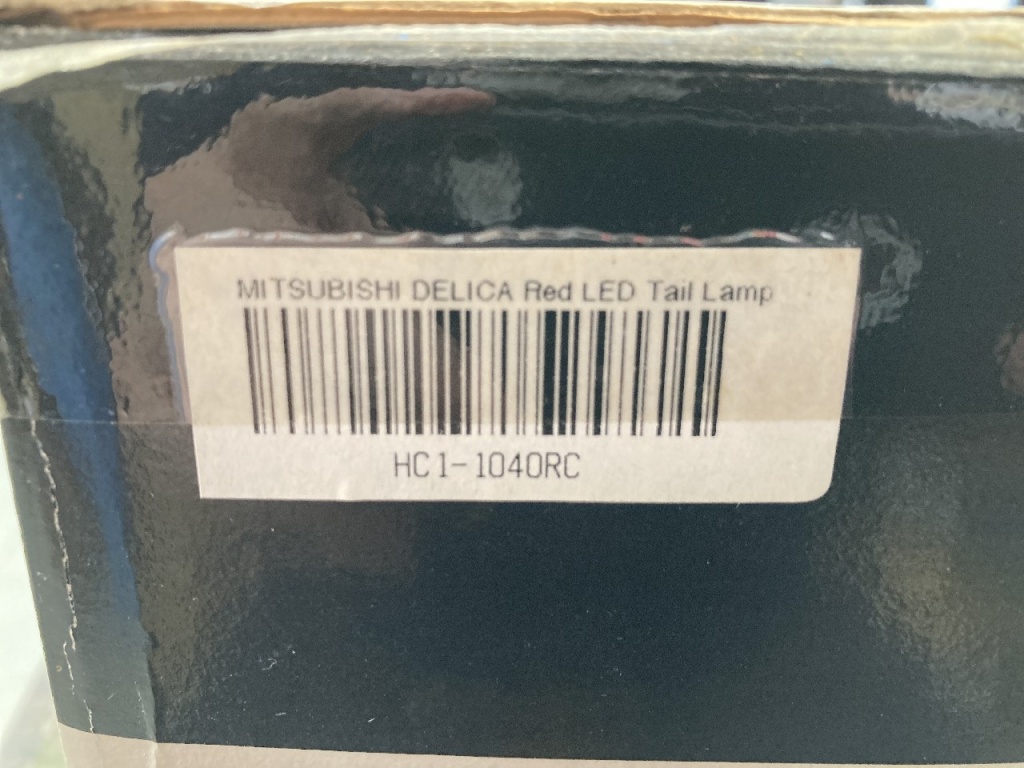 MITSUBISHI DELICA Red LED Tail Lamp
HC1-1040RC